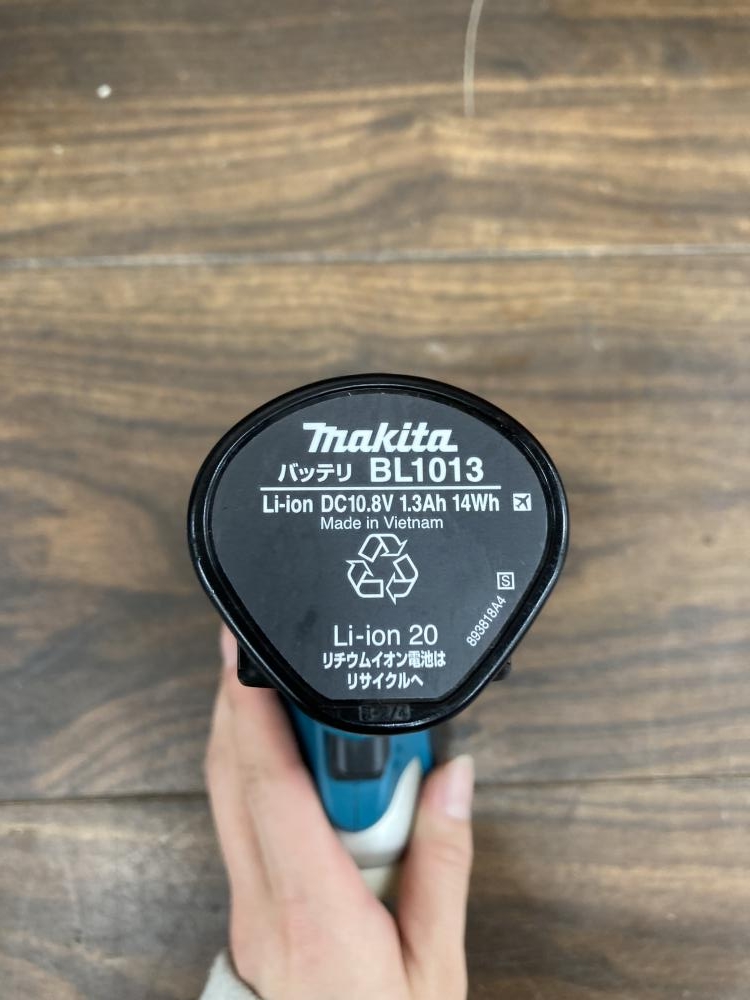 makita
バッテリ BL1013
Li-ion DC10.8V 1.3Ah 14Wh
Made in Vietnam
S
893818A4
Li-ion 20
リチウムイオン電池は
リサイクルへ